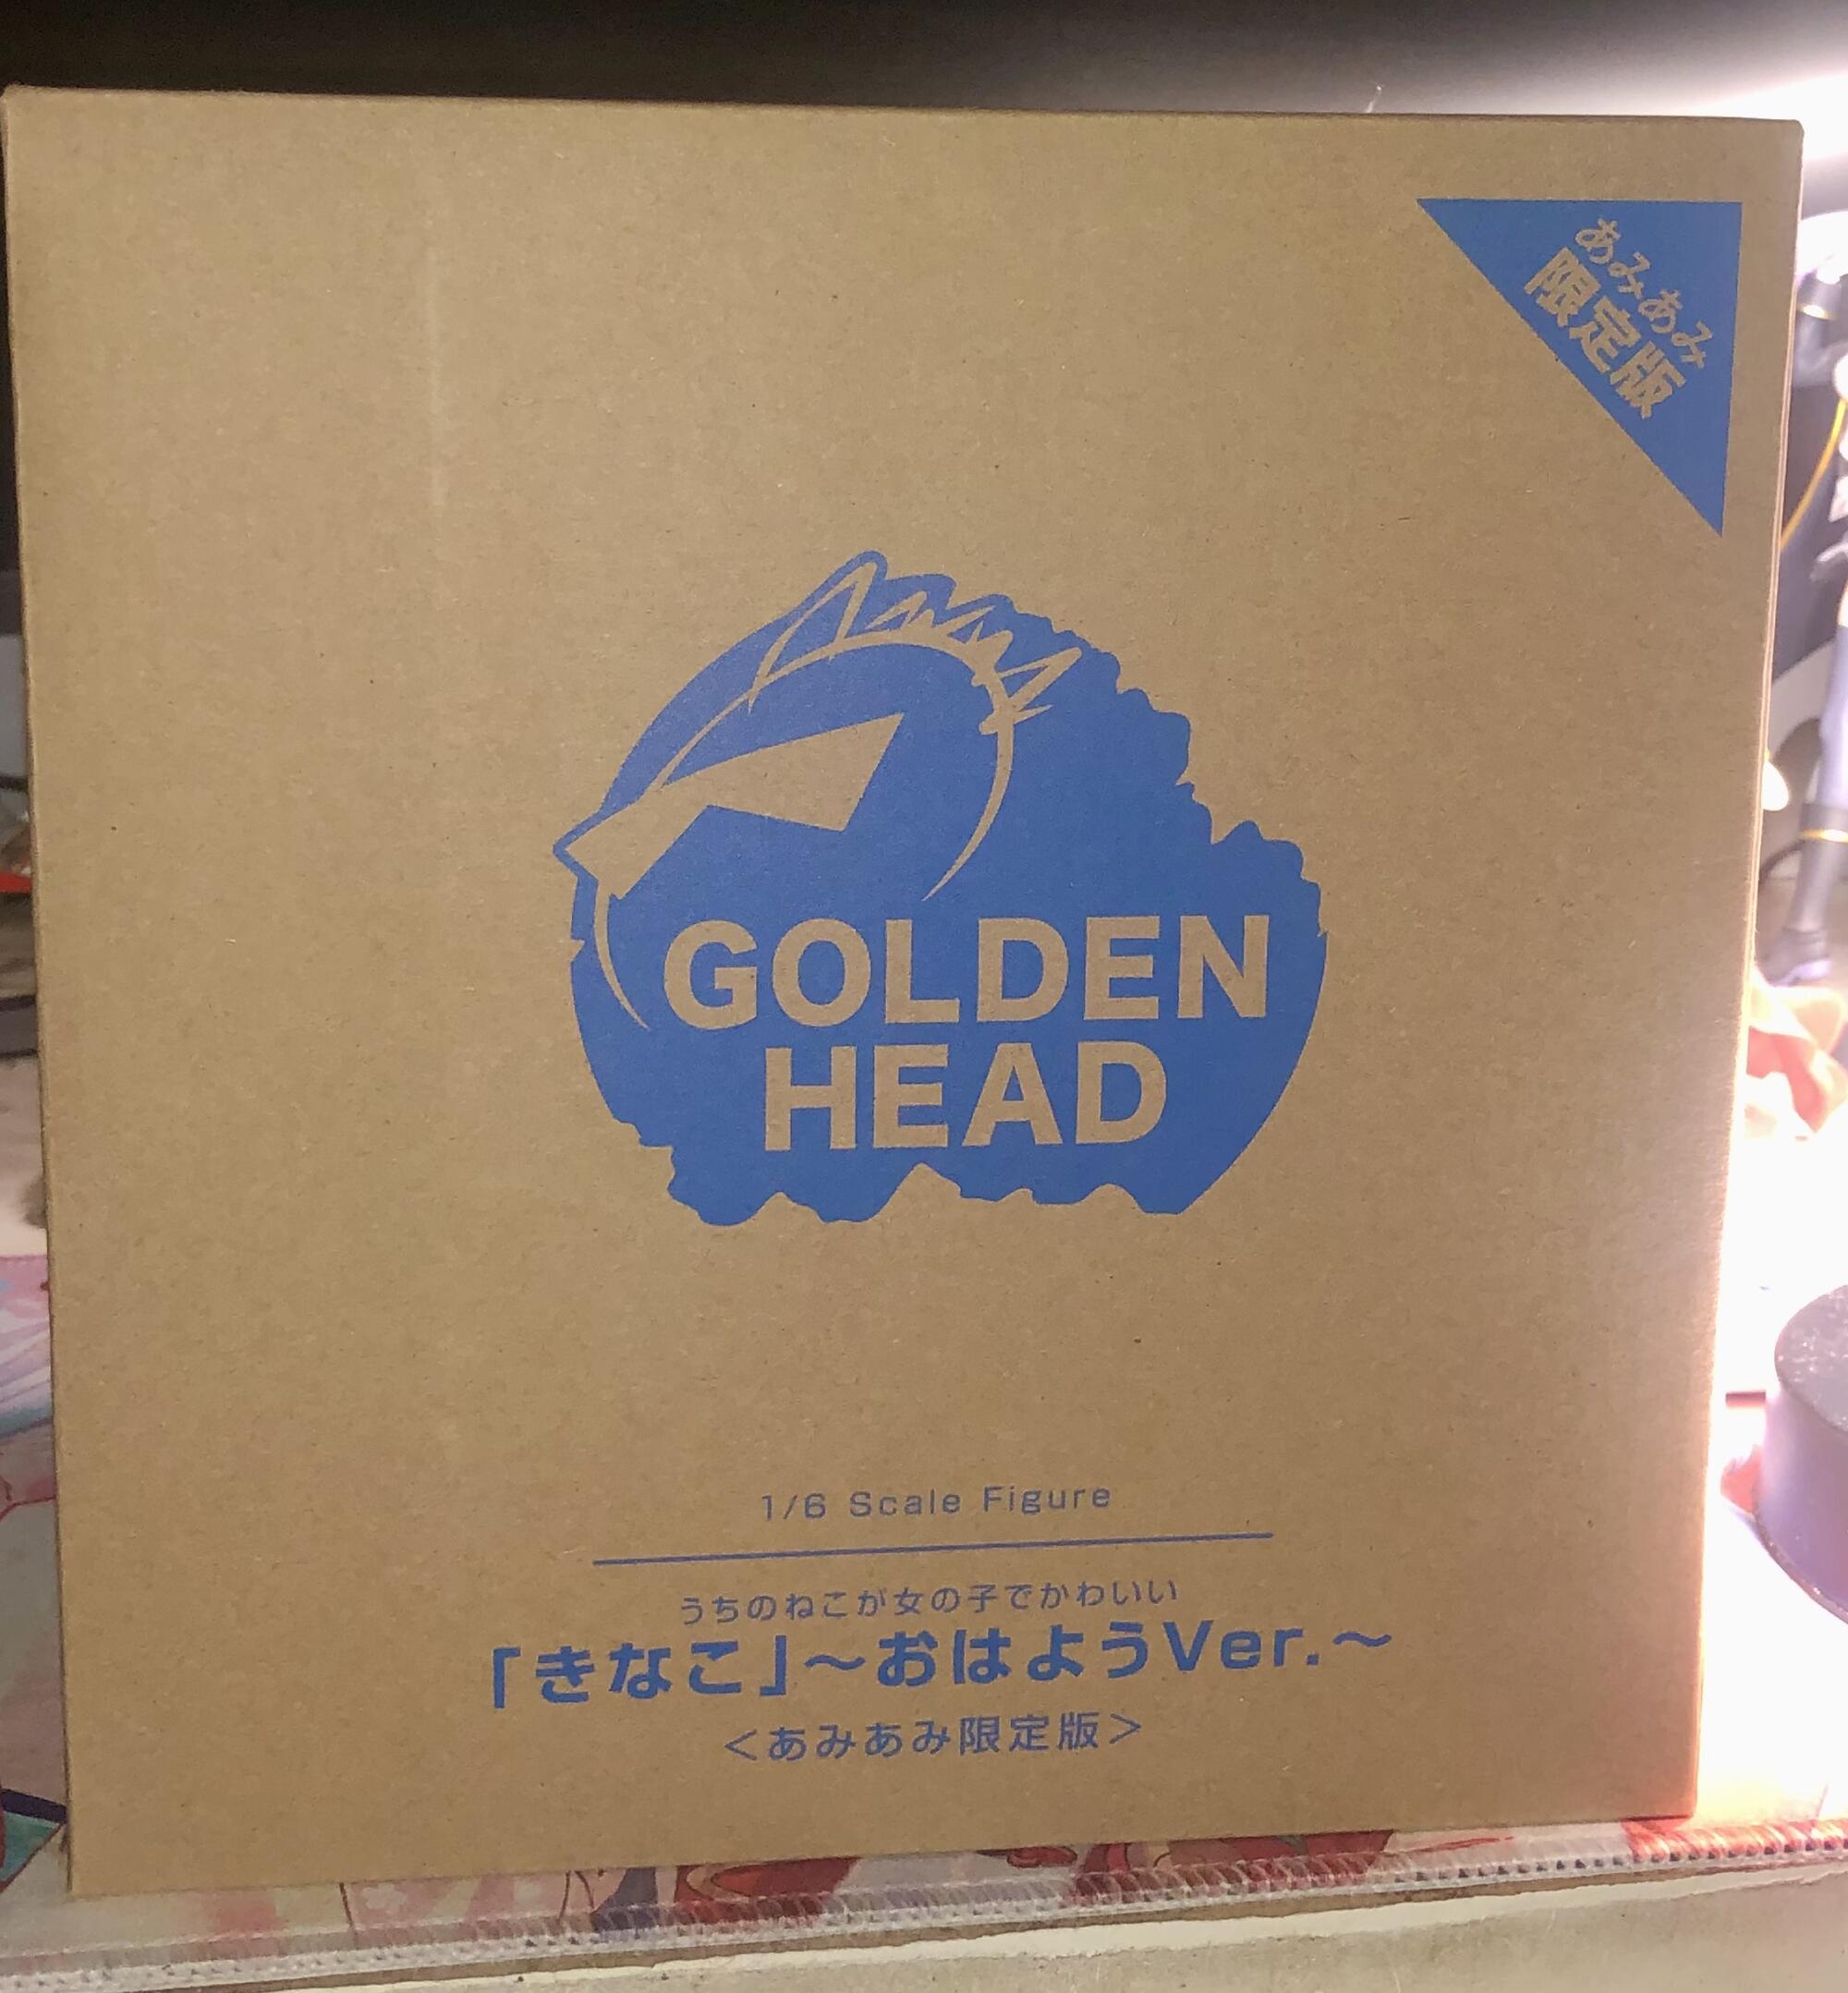 あみあみ
限定版
GOLDEN
HEAD
1/6 Scale Figure
うちのねこが女の子でかわいい
「きなこ」～おはようVer.～
＜あみあみ限定版＞